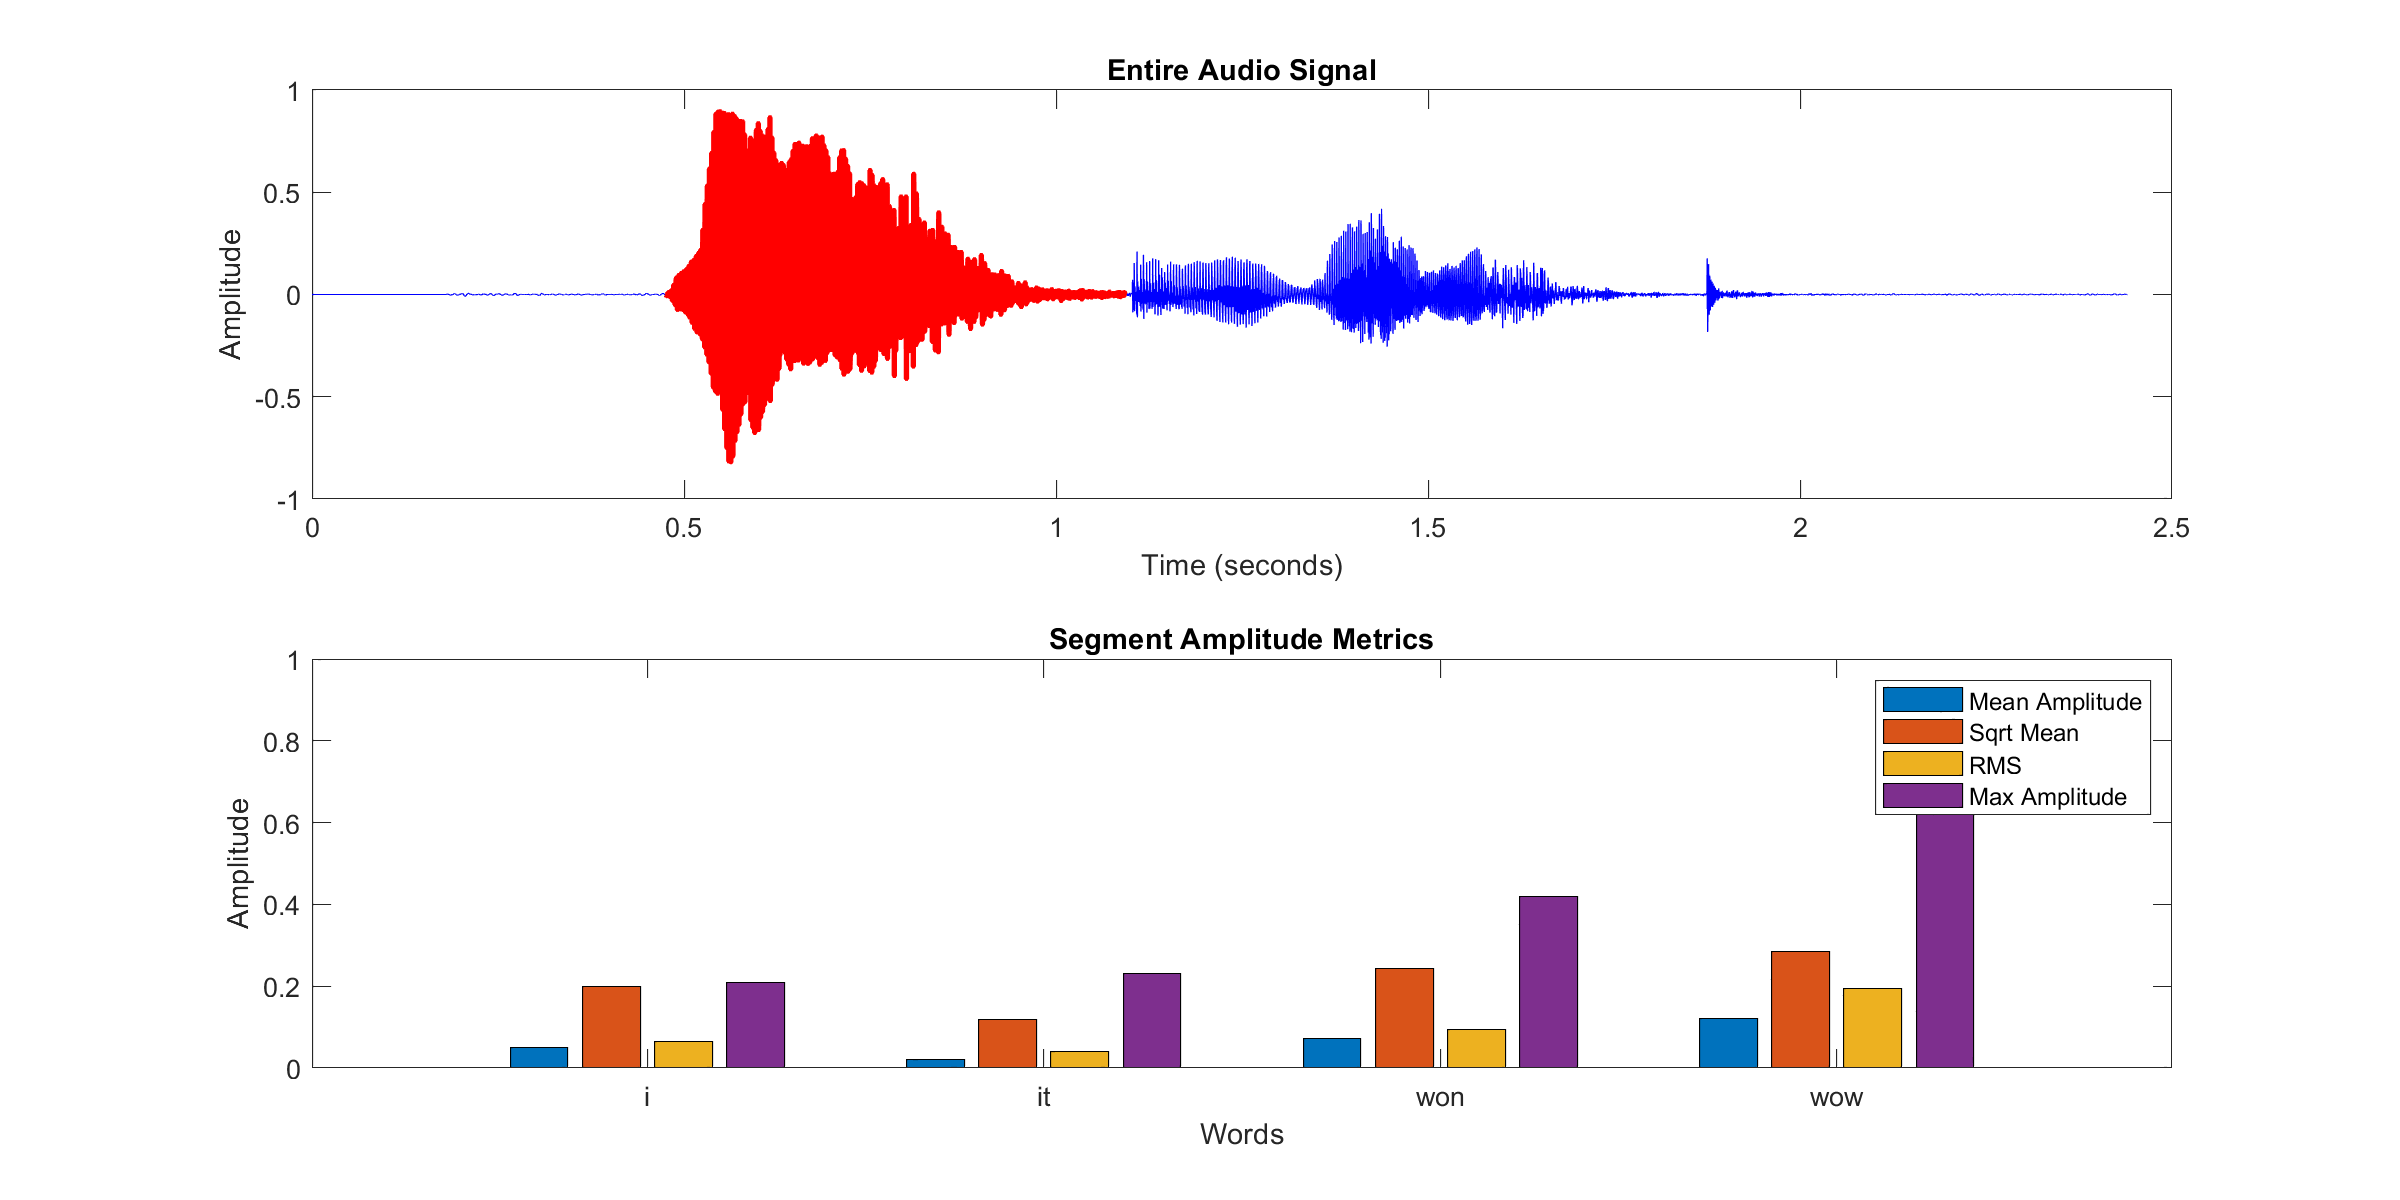 Entire Audio Signal
1
0.5
0
-0.5
-1
Amplitude
0 0.5 1 1.5 2 2.5
Time (seconds)
Segment Amplitude Metrics
1
0.8
0.6
0.4
0.2
0
Amplitude
Mean Amplitude
Sqrt Mean
RMS
Max Amplitude
i it won wow
Words